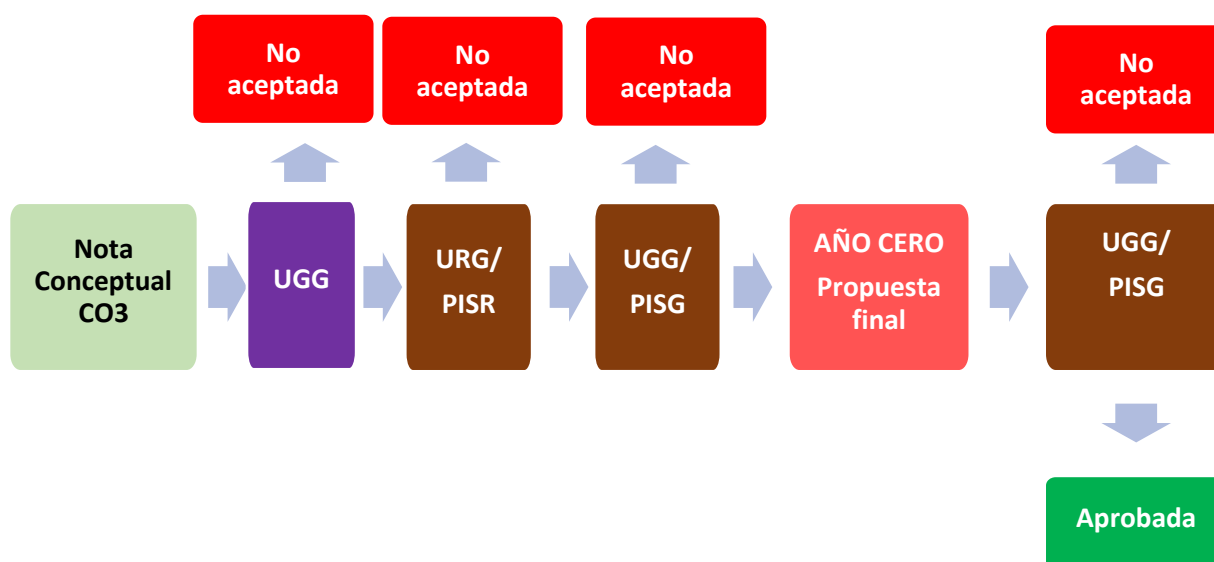 No
aceptada
No
aceptada
No
aceptada
No
aceptada
Nota
Conceptual
CO3
UGG
URG/
PISR
UGG/
PISG
AÑO CERO
Propuesta
final
UGG/
PISG
Aprobada